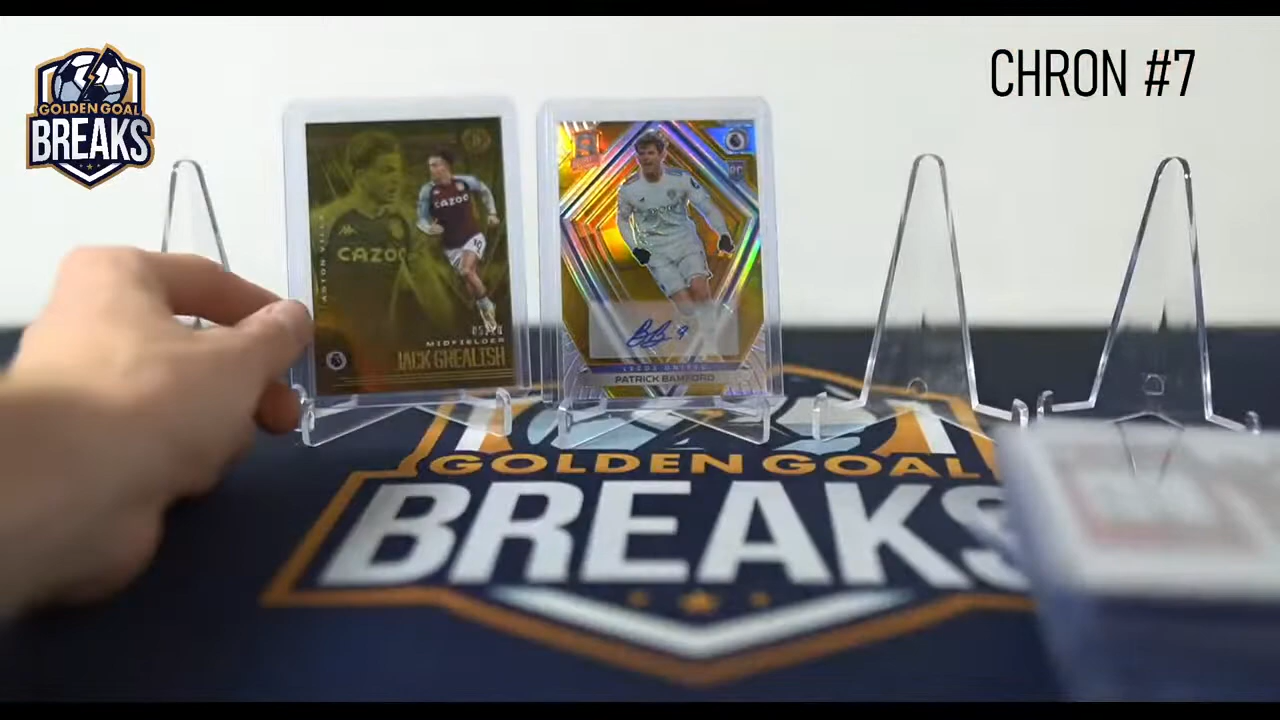 GOLDEN GOAL
BREAKS
CHRON #7
ASTON VILLA
CAZOO
CAZOO
MIDFIELDER
JACK GREALISH
LEEDS UNITED
PATRICK BAMFORD
GOLDEN GOAL
BREAKS